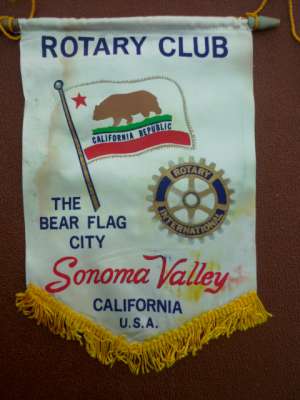 ROTARY CLUB
CALIFORNIA REPUBLIC
THE
BEAR FLAG
CITY
ROTARY
INTERNATIONAL
Sonoma Valley
CALIFORNIA
U.S.A.